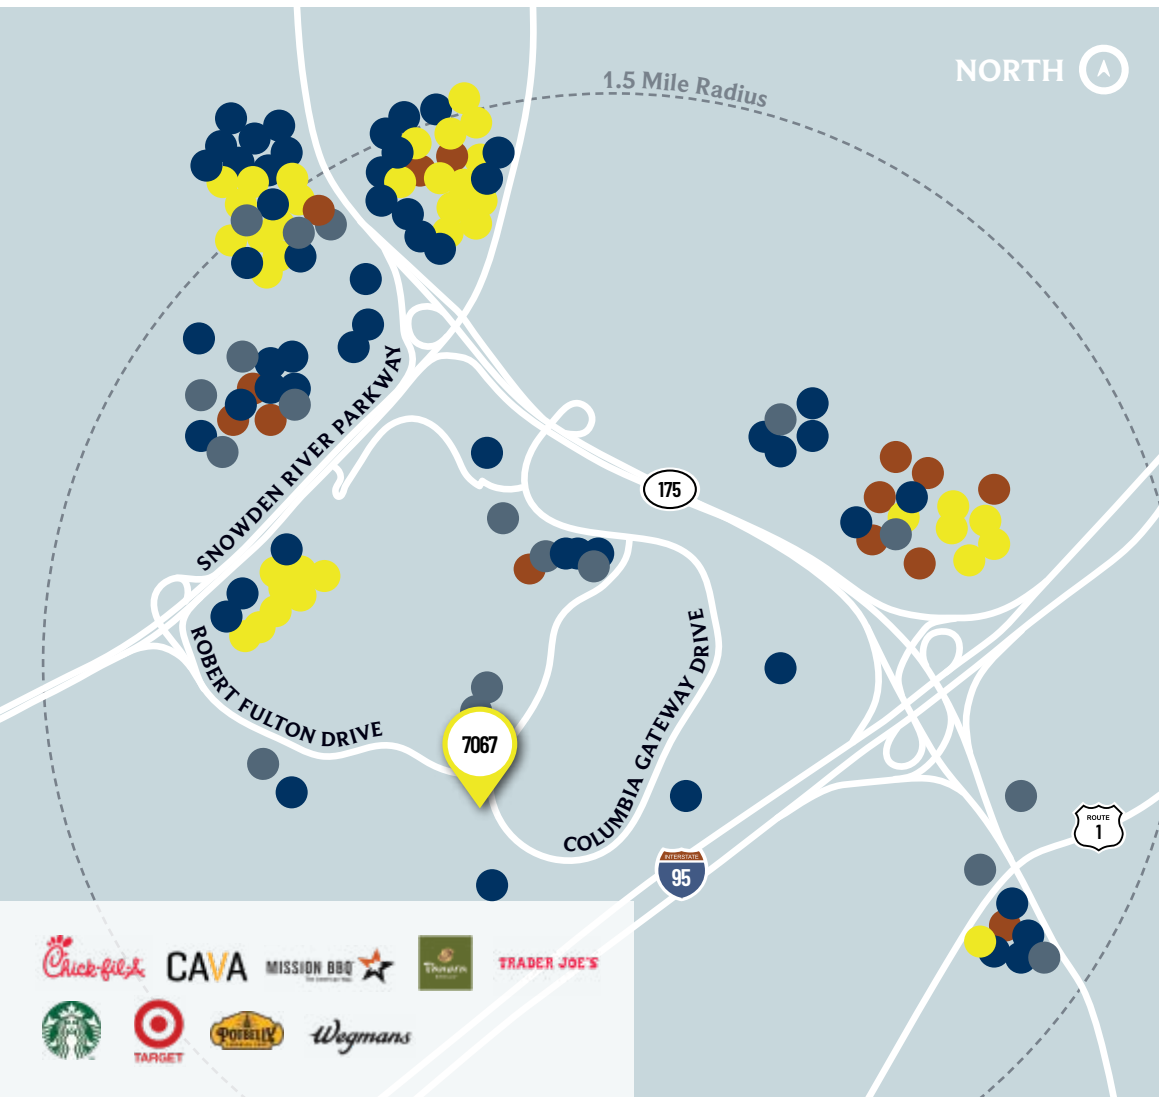 NORTH
1.5 Mile Radius
SNOWDEN RIVER PARKWAY
175
ROBERT FULTON DRIVE
7067
COLUMBIA GATEWAY DRIVE
ROUTE
1
INTERSTATE
95
Chick-fil-A
CAVA
MISSION BBQ
Panera
TRADER JOE'S
TARGET
POTBELLY
Wegmans